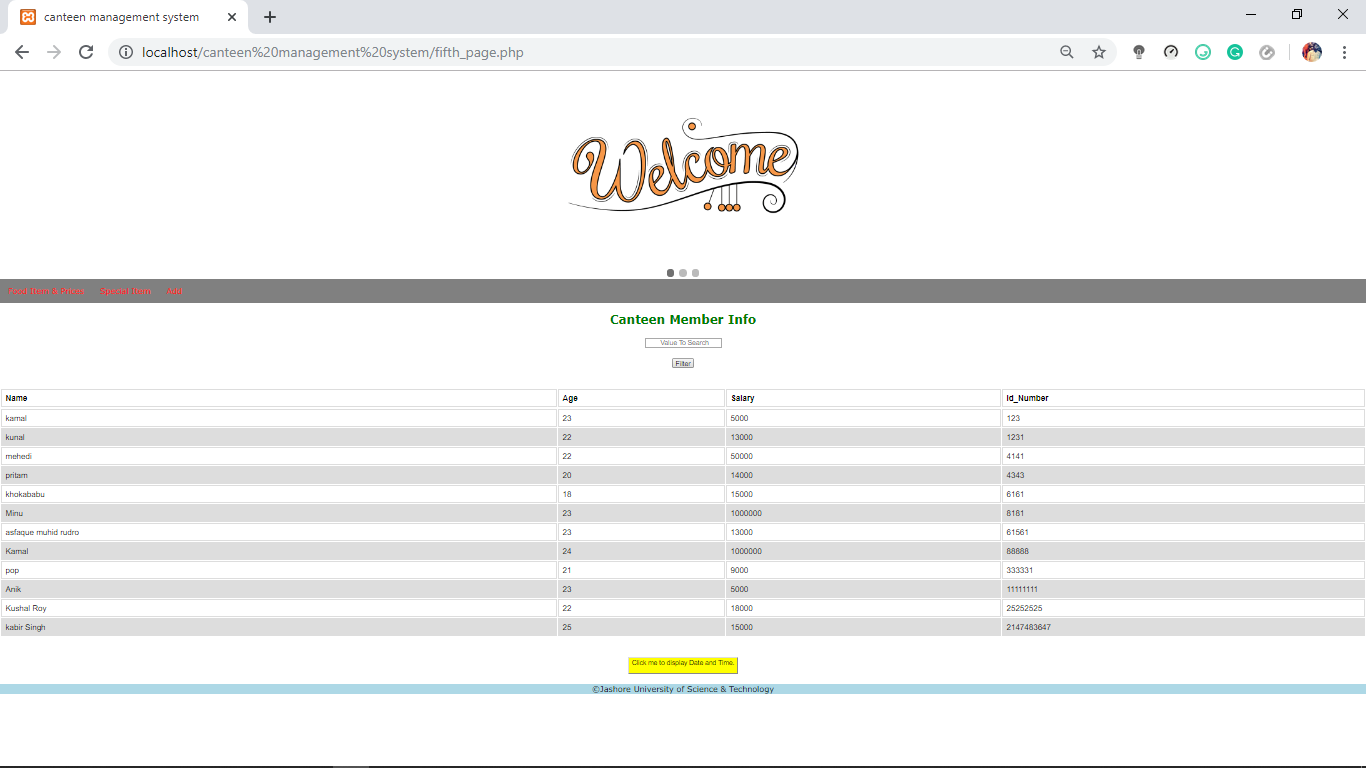 canteen management system
localhost/canteen%20management%20system/fifth_page.php
Welcome
Food Item & Prices Special Item Add
Canteen Member Info
Value To Search
Filter
Name Age Salary Id_Number
kamal 23 5000 123
kunal 22 13000 1231
mehedi 22 50000 4141
pritam 20 14000 4343
khokababu 18 15000 6161
Minu 23 1000000 8181
asfaque muhid rudro 23 13000 61561
Kamal 24 1000000 88888
pop 21 9000 333331
Anik 23 5000 11111111
Kushal Roy 22 18000 25252525
kabir Singh 25 15000 2147483647
Click me to display Date and Time.
©Jashore University of Science & Technology